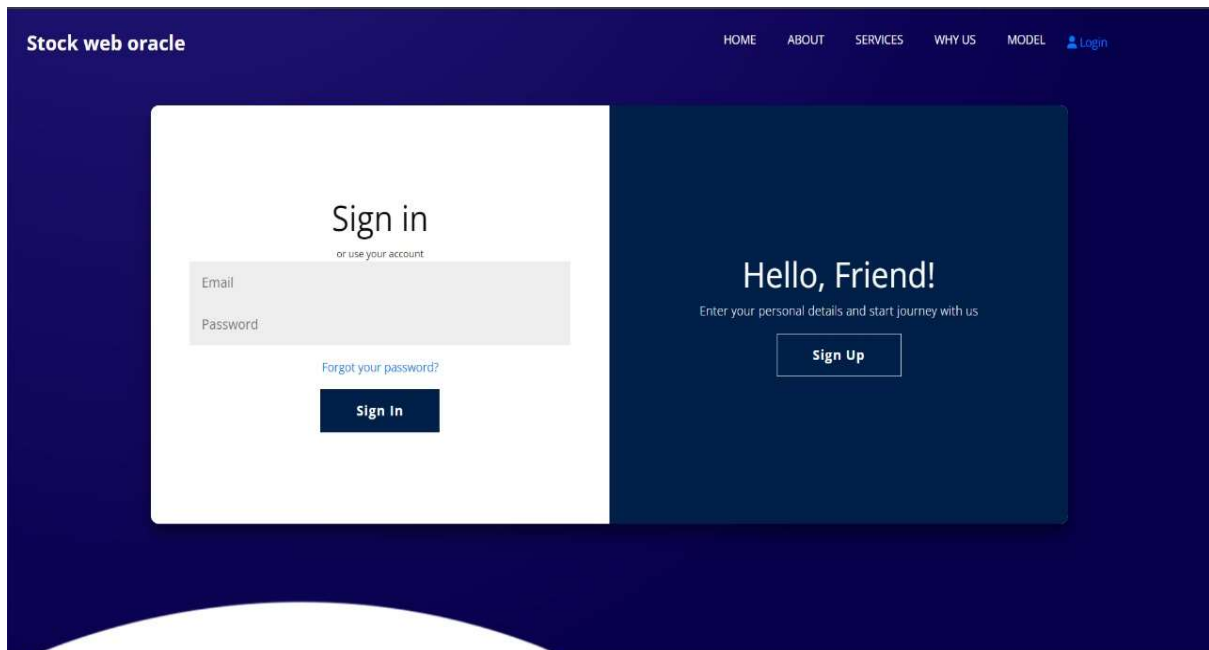 Stock web oracle
HOME ABOUT SERVICES WHY US MODEL Login
Sign in
or use your account
Email
Password
Forgot your password?
Sign In
Hello, Friend!
Enter your personal details and start journey with us
Sign Up